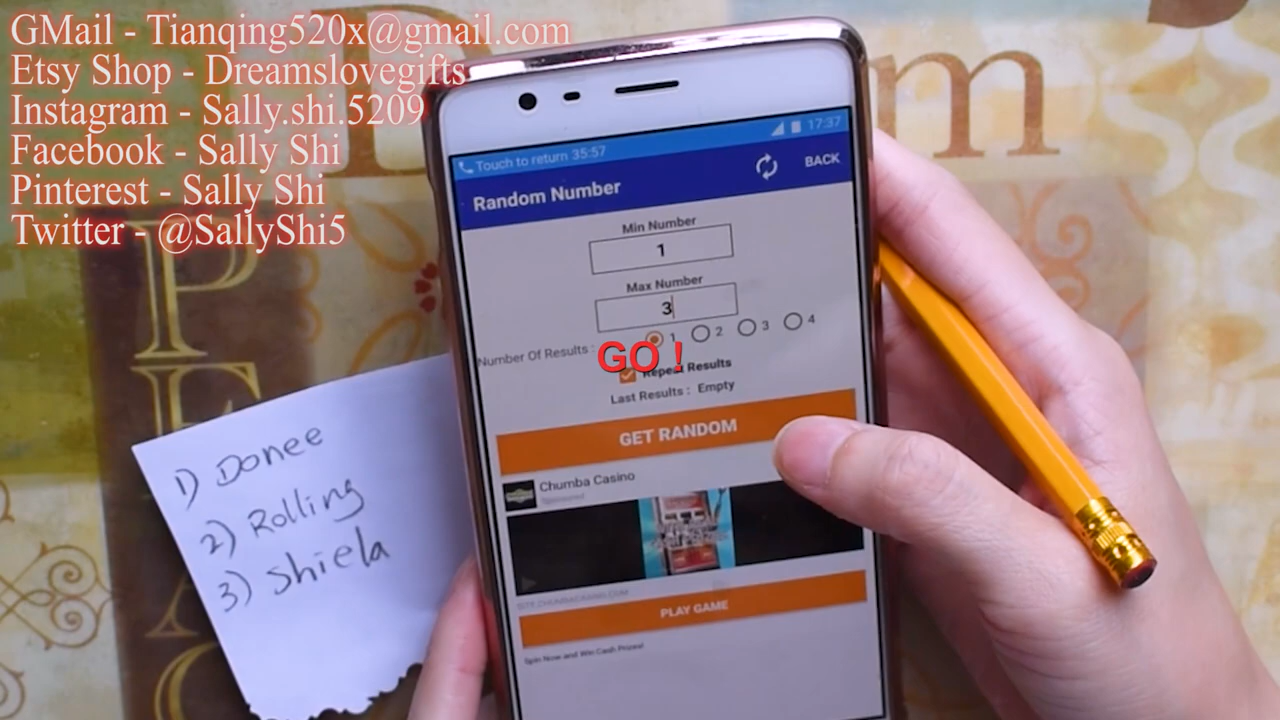 GMail - Tianqing520x@gmail.com
Etsy Shop - Dreamslovegifts
Instagram - Sally.shi.5209
Facebook - Sally Shi
Pinterest - Sally Shi
Twitter - @SallyShi5
Touch to return 35:57 17:37
Random Number BACK
Min Number
1
Max Number
3
Number Of Results : 1 2 3 4
GO !
Repeat Results
Last Results : Empty
GET RANDOM
Chumba Casino
Sponsored
PLAY GAME
Spin Now and Win Cash Prizes!
1) Donee
2) Rolling
3) Shiela